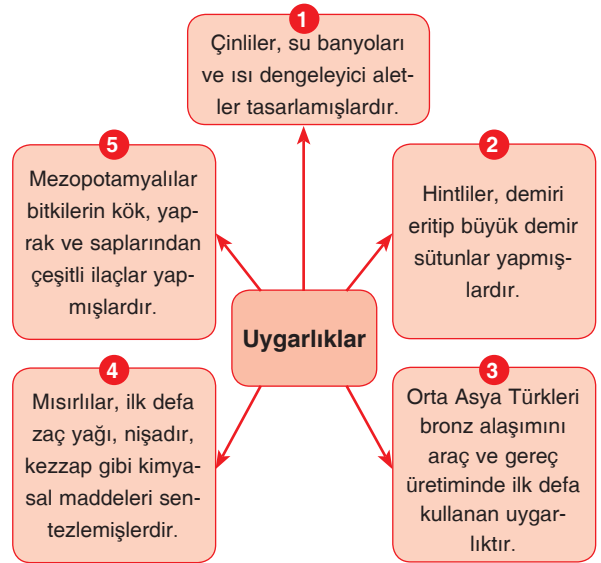 1
Çinliler, su banyoları
ve ısı dengeleyici alet-
ler tasarlamışlardır.
5
Mezopotamyalılar
bitkilerin kök, yap-
rak ve saplarından
çeşitli ilaçlar yap-
mışlardır.
2
Hintliler, demiri
eritip büyük demir
sütunlar yapmış-
lardır.
Uygarlıklar
4
Mısırlılar, ilk defa
zaç yağı, nişadır,
kezzap gibi kimya-
sal maddeleri sen-
tezlemişlerdir.
3
Orta Asya Türkleri
bronz alaşımını
araç ve gereç
üretiminde ilk defa
kullanan uygar-
lıktır.